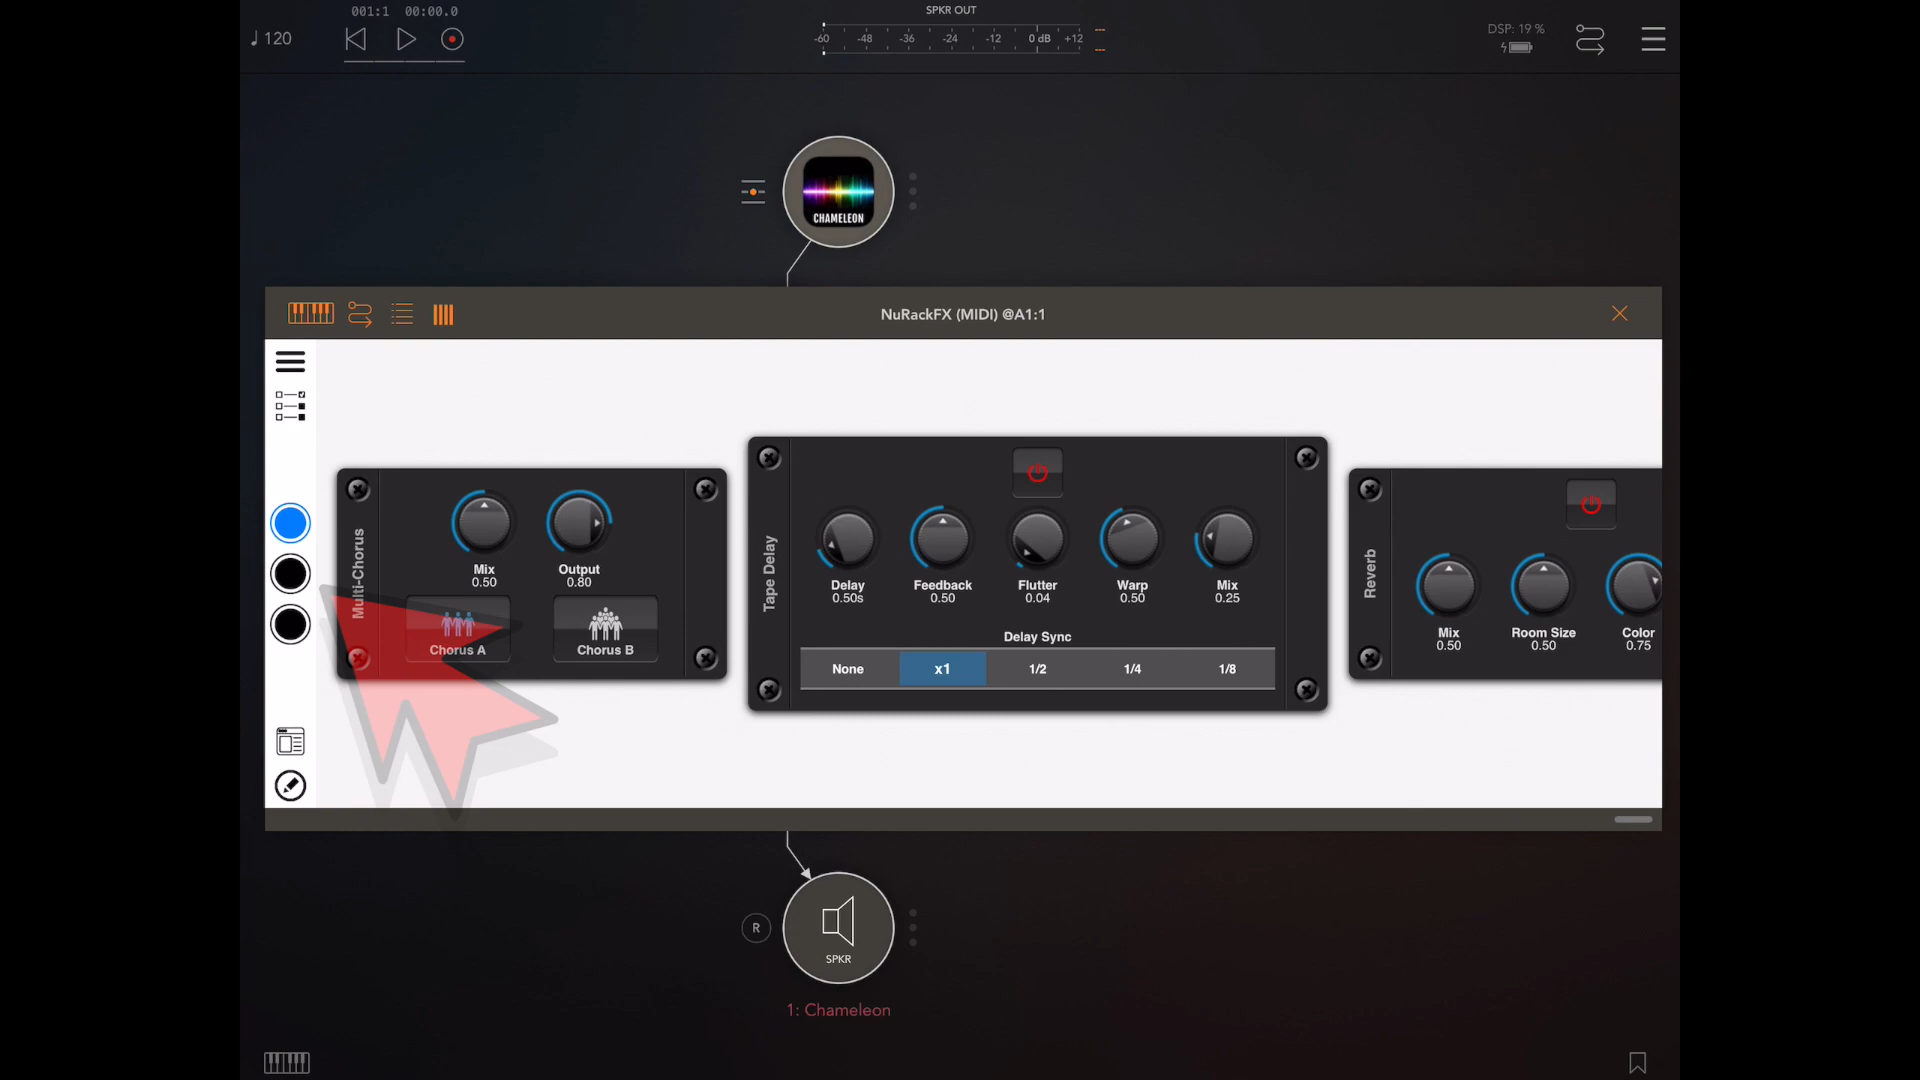 001:1 00:00.0
SPKR OUT
120
-60 -48 -36 -24 -12 0 dB +12
DSP: 19 %
CHAMELEON
NuRackFX (MIDI) @A1:1
Multi-Chorus
Mix
0.50
Output
0.80
Chorus A
Chorus B
Tape Delay
Delay
0.50s
Feedback
0.50
Flutter
0.04
Warp
0.50
Mix
0.25
Delay Sync
None x1 1/2 1/4 1/8
Reverb
Mix
0.50
Room Size
0.50
Color
0.75
R
SPKR
1: Chameleon